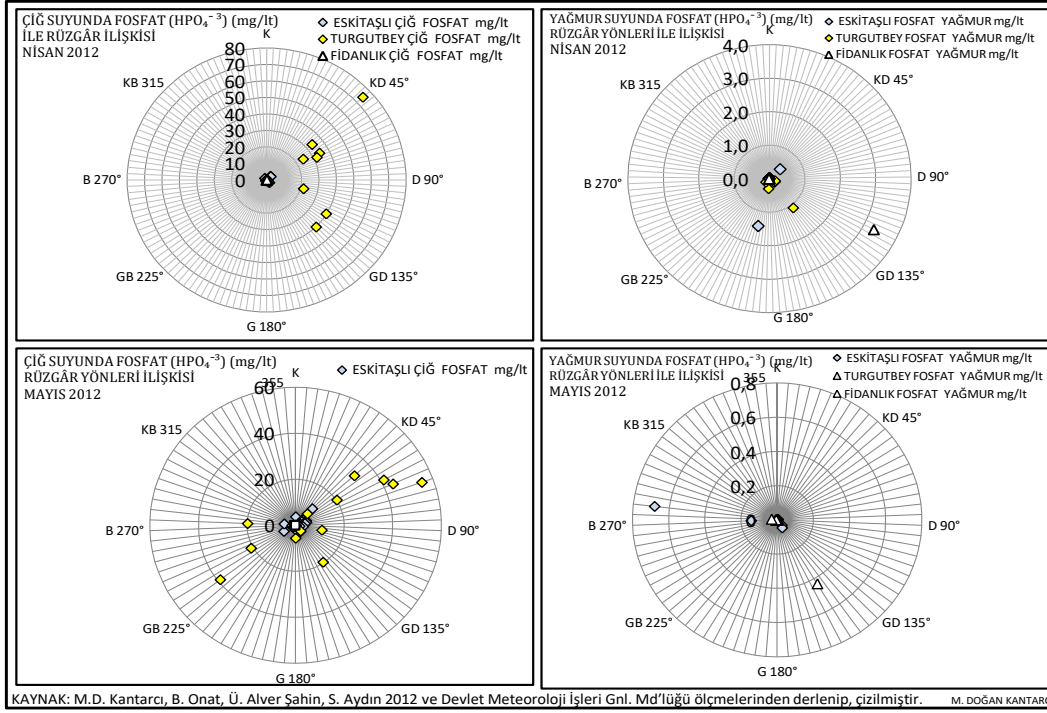 ÇİĞ SUYUNDA FOSFAT (HPO₄⁻³) (mg/lt)
İLE RÜZGÂR İLİŞKİSİ
NİSAN 2012
ESKİTAŞLI ÇİĞ FOSFAT mg/lt
TURGUTBEY ÇİĞ FOSFAT mg/lt
FİDANLIK ÇİĞ FOSFAT mg/lt
K
KD 45°
D 90°
GD 135°
G 180°
GB 225°
B 270°
KB 315
80
70
60
50
40
30
20
10
0
YAĞMUR SUYUNDA FOSFAT (HPO₄⁻³) (mg/lt)
RÜZGÂR YÖNLERİ İLE İLİŞKİSİ
NİSAN 2012
ESKİTAŞLI FOSFAT YAĞMUR mg/lt
TURGUTBEY FOSFAT YAĞMUR mg/lt
FİDANLIK FOSFAT YAĞMUR mg/lt
K
KD 45°
D 90°
GD 135°
G 180°
GB 225°
B 270°
KB 315
4,0
3,0
2,0
1,0
0,0
ÇİĞ SUYUNDA FOSFAT (HPO₄⁻³) (mg/lt)
RÜZGÂR YÖNLERİ İLİŞKİSİ
MAYIS 2012
ESKİTAŞLI ÇİĞ FOSFAT mg/lt
355
K
KD 45°
D 90°
GD 135°
G 180°
GB 225°
B 270°
KB 315
60
40
20
0
YAĞMUR SUYUNDA FOSFAT (HPO₄⁻³) (mg/lt)
RÜZGÂR YÖNLERİ İLE İLİŞKİSİ
MAYIS 2012
ESKİTAŞLI FOSFAT YAĞMUR mg/lt
TURGUTBEY FOSFAT YAĞMUR mg/lt
FİDANLIK FOSFAT YAĞMUR mg/lt
355
K
KD 45°
D 90°
GD 135°
G 180°
GB 225°
B 270°
KB 315
0,8
0,6
0,4
0,2
KAYNAK: M.D. Kantarcı, B. Onat, Ü. Alver Şahin, S. Aydın 2012 ve Devlet Meteoroloji İşleri Gnl. Md'lüğü ölçmelerinden derlenip, çizilmiştir.
M. DOĞAN KANTARC